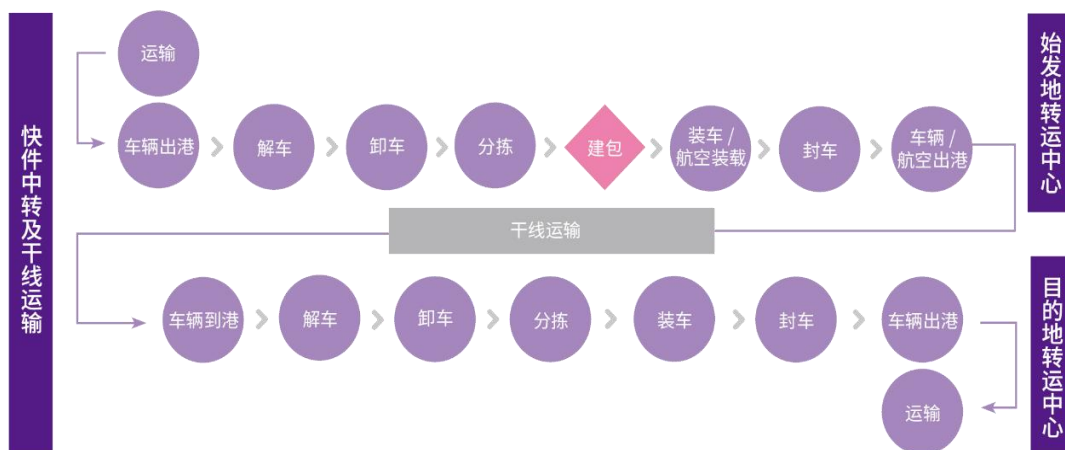 快件中转及干线运输
运输
车辆出港
解车
卸车
分拣
建包
装车 /
航空装载
封车
车辆 /
航空出港
始发地转运中心
干线运输
车辆到港
解车
卸车
分拣
装车
封车
车辆出港
运输
目的地转运中心